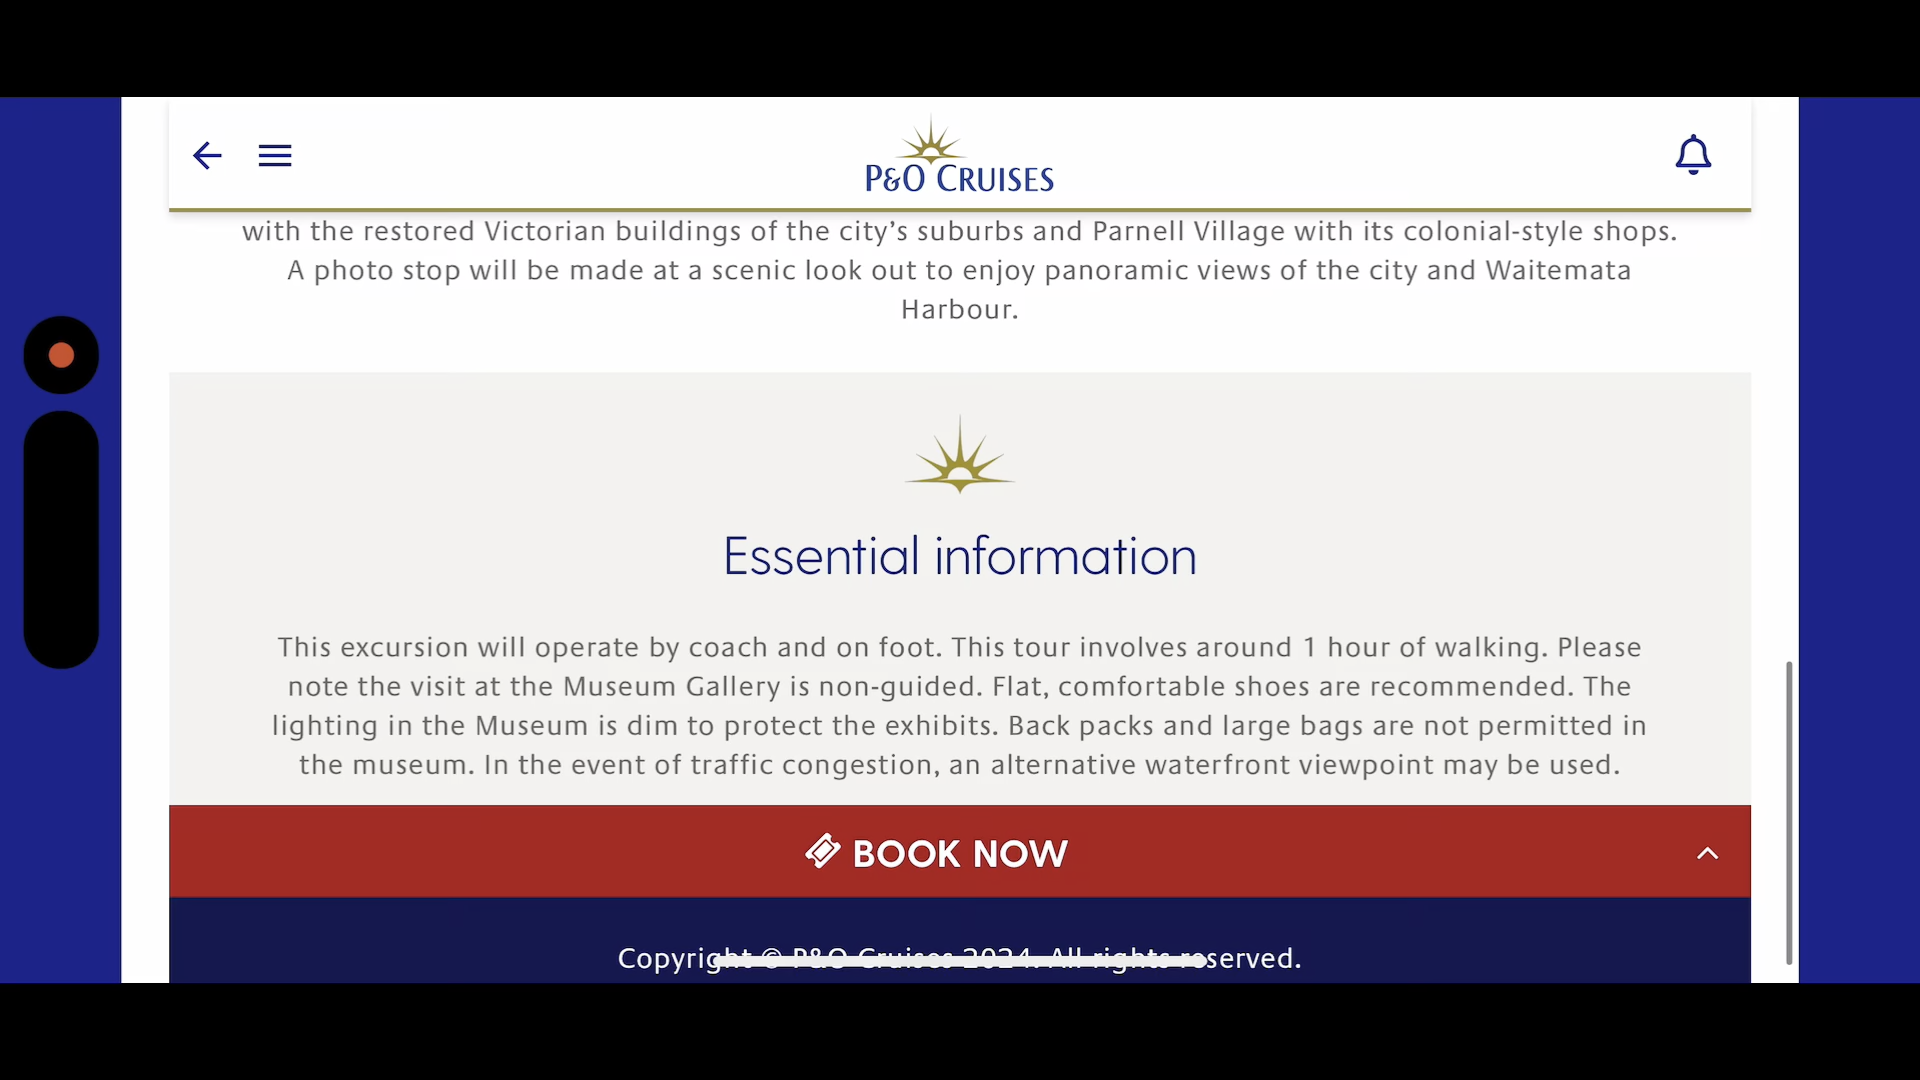 P&O CRUISES
with the restored Victorian buildings of the city’s suburbs and Parnell Village with its colonial-style shops.
A photo stop will be made at a scenic look out to enjoy panoramic views of the city and Waitemata
Harbour.
Essential information
This excursion will operate by coach and on foot. This tour involves around 1 hour of walking. Please
note the visit at the Museum Gallery is non-guided. Flat, comfortable shoes are recommended. The
lighting in the Museum is dim to protect the exhibits. Back packs and large bags are not permitted in
the museum. In the event of traffic congestion, an alternative waterfront viewpoint may be used.
BOOK NOW
Copyright © P&O Cruises 2024. All rights reserved.